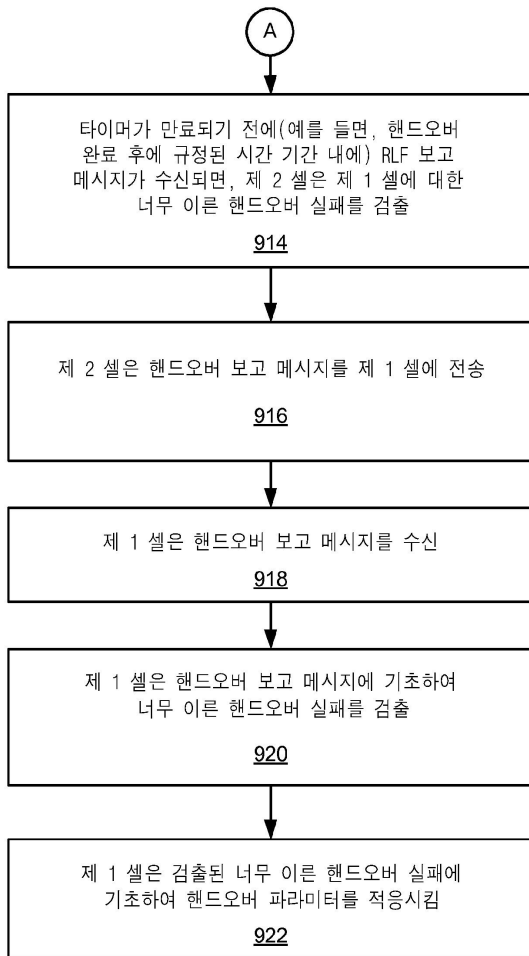 A
타이머가 만료되기 전에(예를 들면, 핸드오버
완료 후에 규정된 시간 기간 내에) RLF 보고
메시지가 수신되면, 제 2 셀은 제 1 셀에 대한
너무 이른 핸드오버 실패를 검출
914
제 2 셀은 핸드오버 보고 메시지를 제 1 셀에 전송
916
제 1 셀은 핸드오버 보고 메시지를 수신
918
제 1 셀은 핸드오버 보고 메시지에 기초하여
너무 이른 핸드오버 실패를 검출
920
제 1 셀은 검출된 너무 이른 핸드오버 실패에
기초하여 핸드오버 파라미터를 적응시킴
922